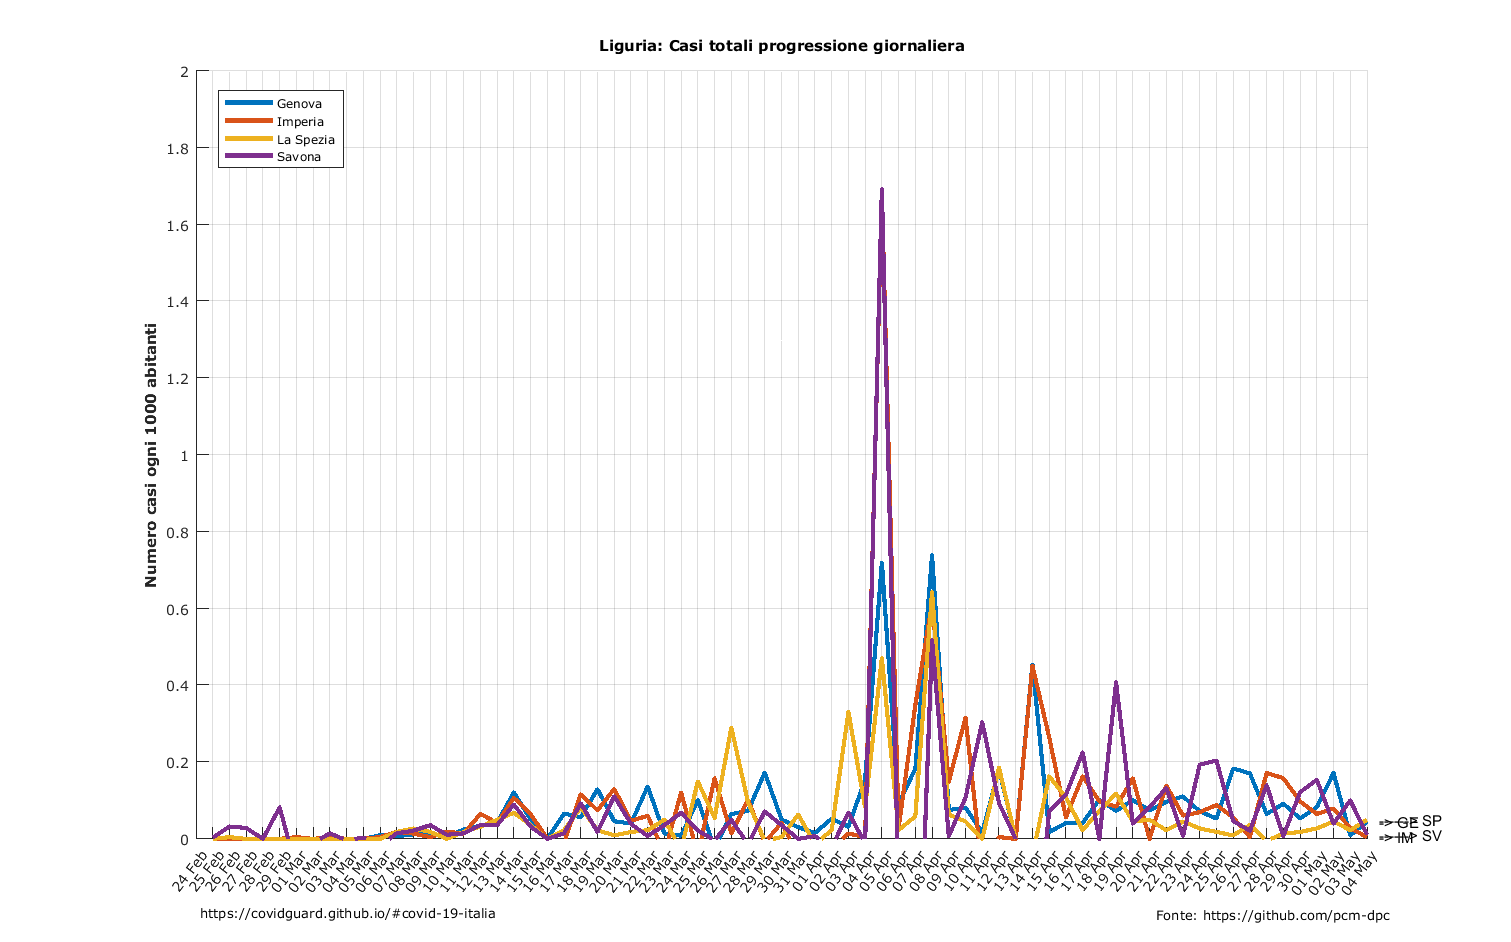 Liguria: Casi totali progressione giornaliera
2
1.8
1.6
1.4
1.2
1
0.8
0.6
0.4
0.2
0
Numero casi ogni 1000 abitanti
Genova
Imperia
La Spezia
Savona
-> GE
-> IM
-> SP
-> SV
24 Feb
25 Feb
26 Feb
27 Feb
28 Feb
29 Feb
01 Mar
02 Mar
03 Mar
04 Mar
05 Mar
06 Mar
07 Mar
08 Mar
09 Mar
10 Mar
11 Mar
12 Mar
13 Mar
14 Mar
15 Mar
16 Mar
17 Mar
18 Mar
19 Mar
20 Mar
21 Mar
22 Mar
23 Mar
24 Mar
25 Mar
26 Mar
27 Mar
28 Mar
29 Mar
30 Mar
31 Mar
01 Apr
02 Apr
03 Apr
04 Apr
05 Apr
06 Apr
07 Apr
08 Apr
09 Apr
10 Apr
11 Apr
12 Apr
13 Apr
14 Apr
15 Apr
16 Apr
17 Apr
18 Apr
19 Apr
20 Apr
21 Apr
22 Apr
23 Apr
24 Apr
25 Apr
26 Apr
27 Apr
28 Apr
29 Apr
30 Apr
01 May
02 May
03 May
04 May
https://covidguard.github.io/#covid-19-italia
Fonte: https://github.com/pcm-dpc